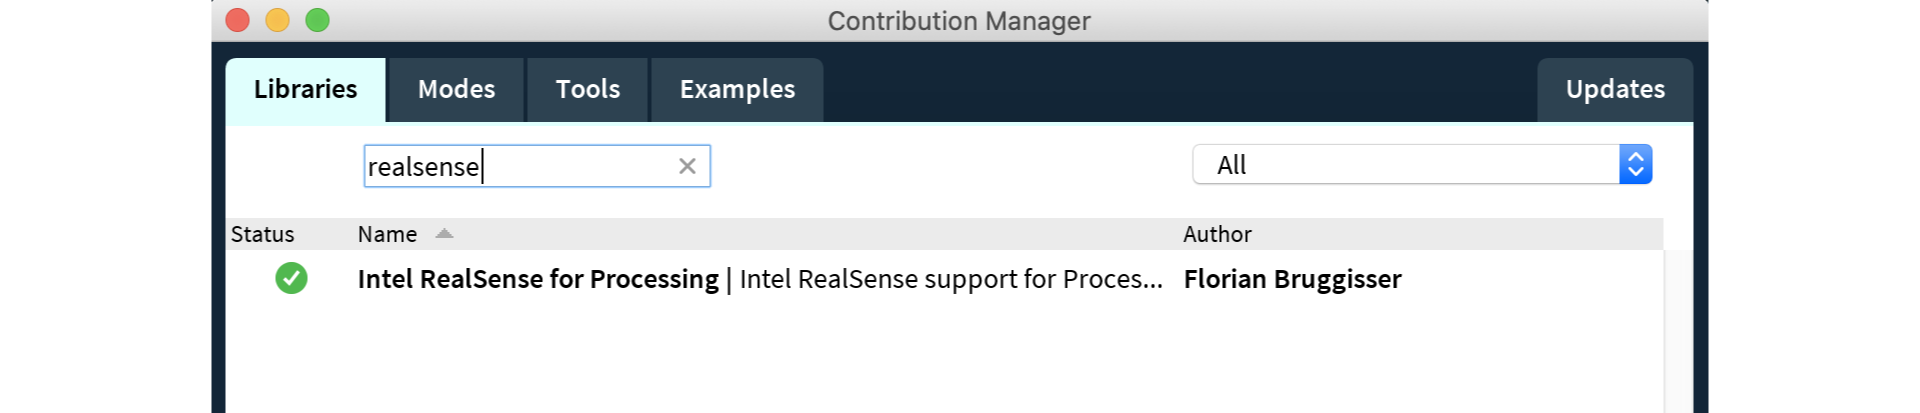 Contribution Manager
Libraries Modes Tools Examples Updates
realsense All
Status Name Author
Intel RealSense for Processing | Intel RealSense support for Proces... Florian Bruggisser